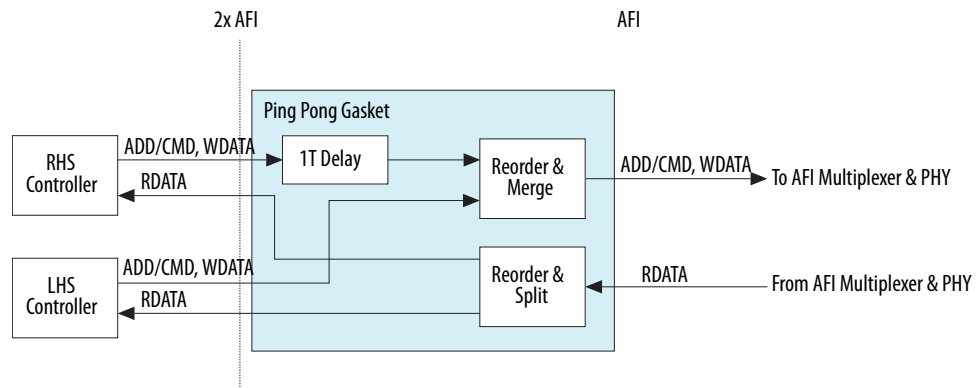 2x AFI
AFI
Ping Pong Gasket
RHS
Controller
ADD/CMD, WDATA
RDATA
1T Delay
Reorder &
Merge
ADD/CMD, WDATA
To AFI Multiplexer & PHY
LHS
Controller
ADD/CMD, WDATA
RDATA
Reorder &
Split
RDATA
From AFI Multiplexer & PHY